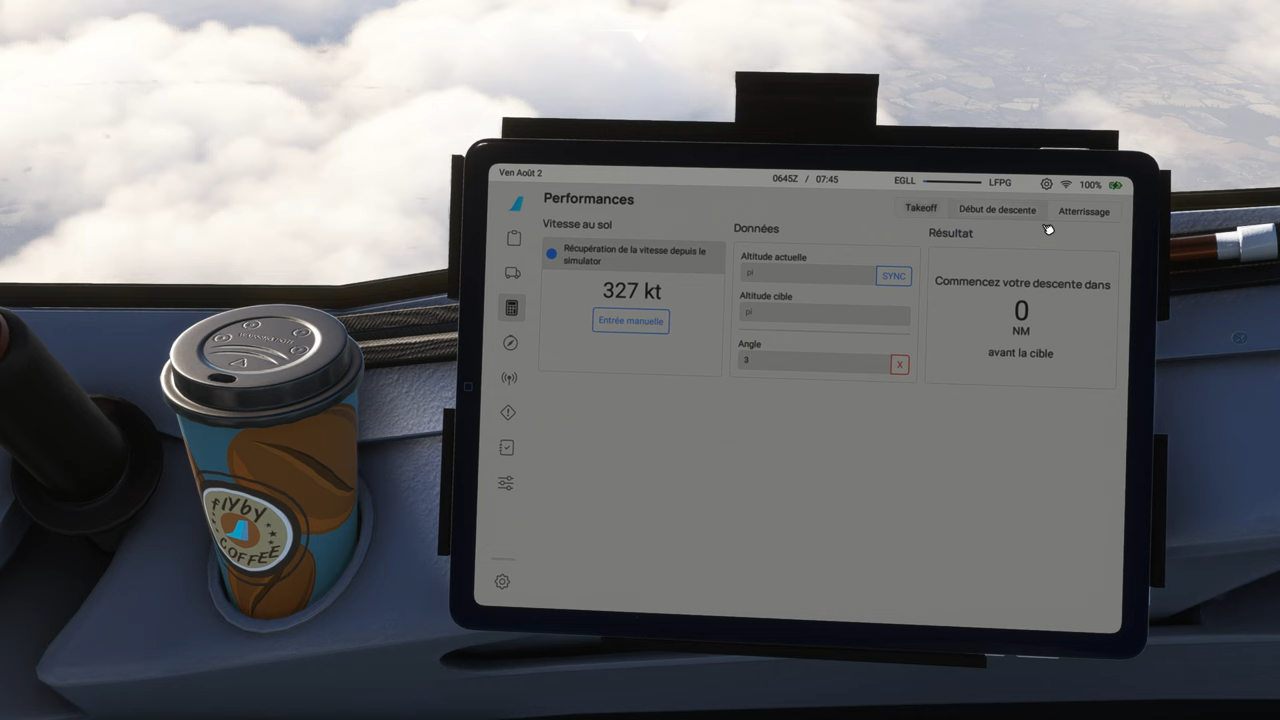 Ven Août 2
0645Z / 07:45
EGLL
LFPG
100%
Performances
Takeoff
Début de descente
Atterrissage
Vitesse au sol
Récupération de la vitesse depuis le
simulator
327 kt
Entrée manuelle
Données
Altitude actuelle
pi
SYNC
Altitude cible
pi
Angle
3
X
Résultat
Commencez votre descente dans
0
NM
avant la cible
flyby
COFFEE